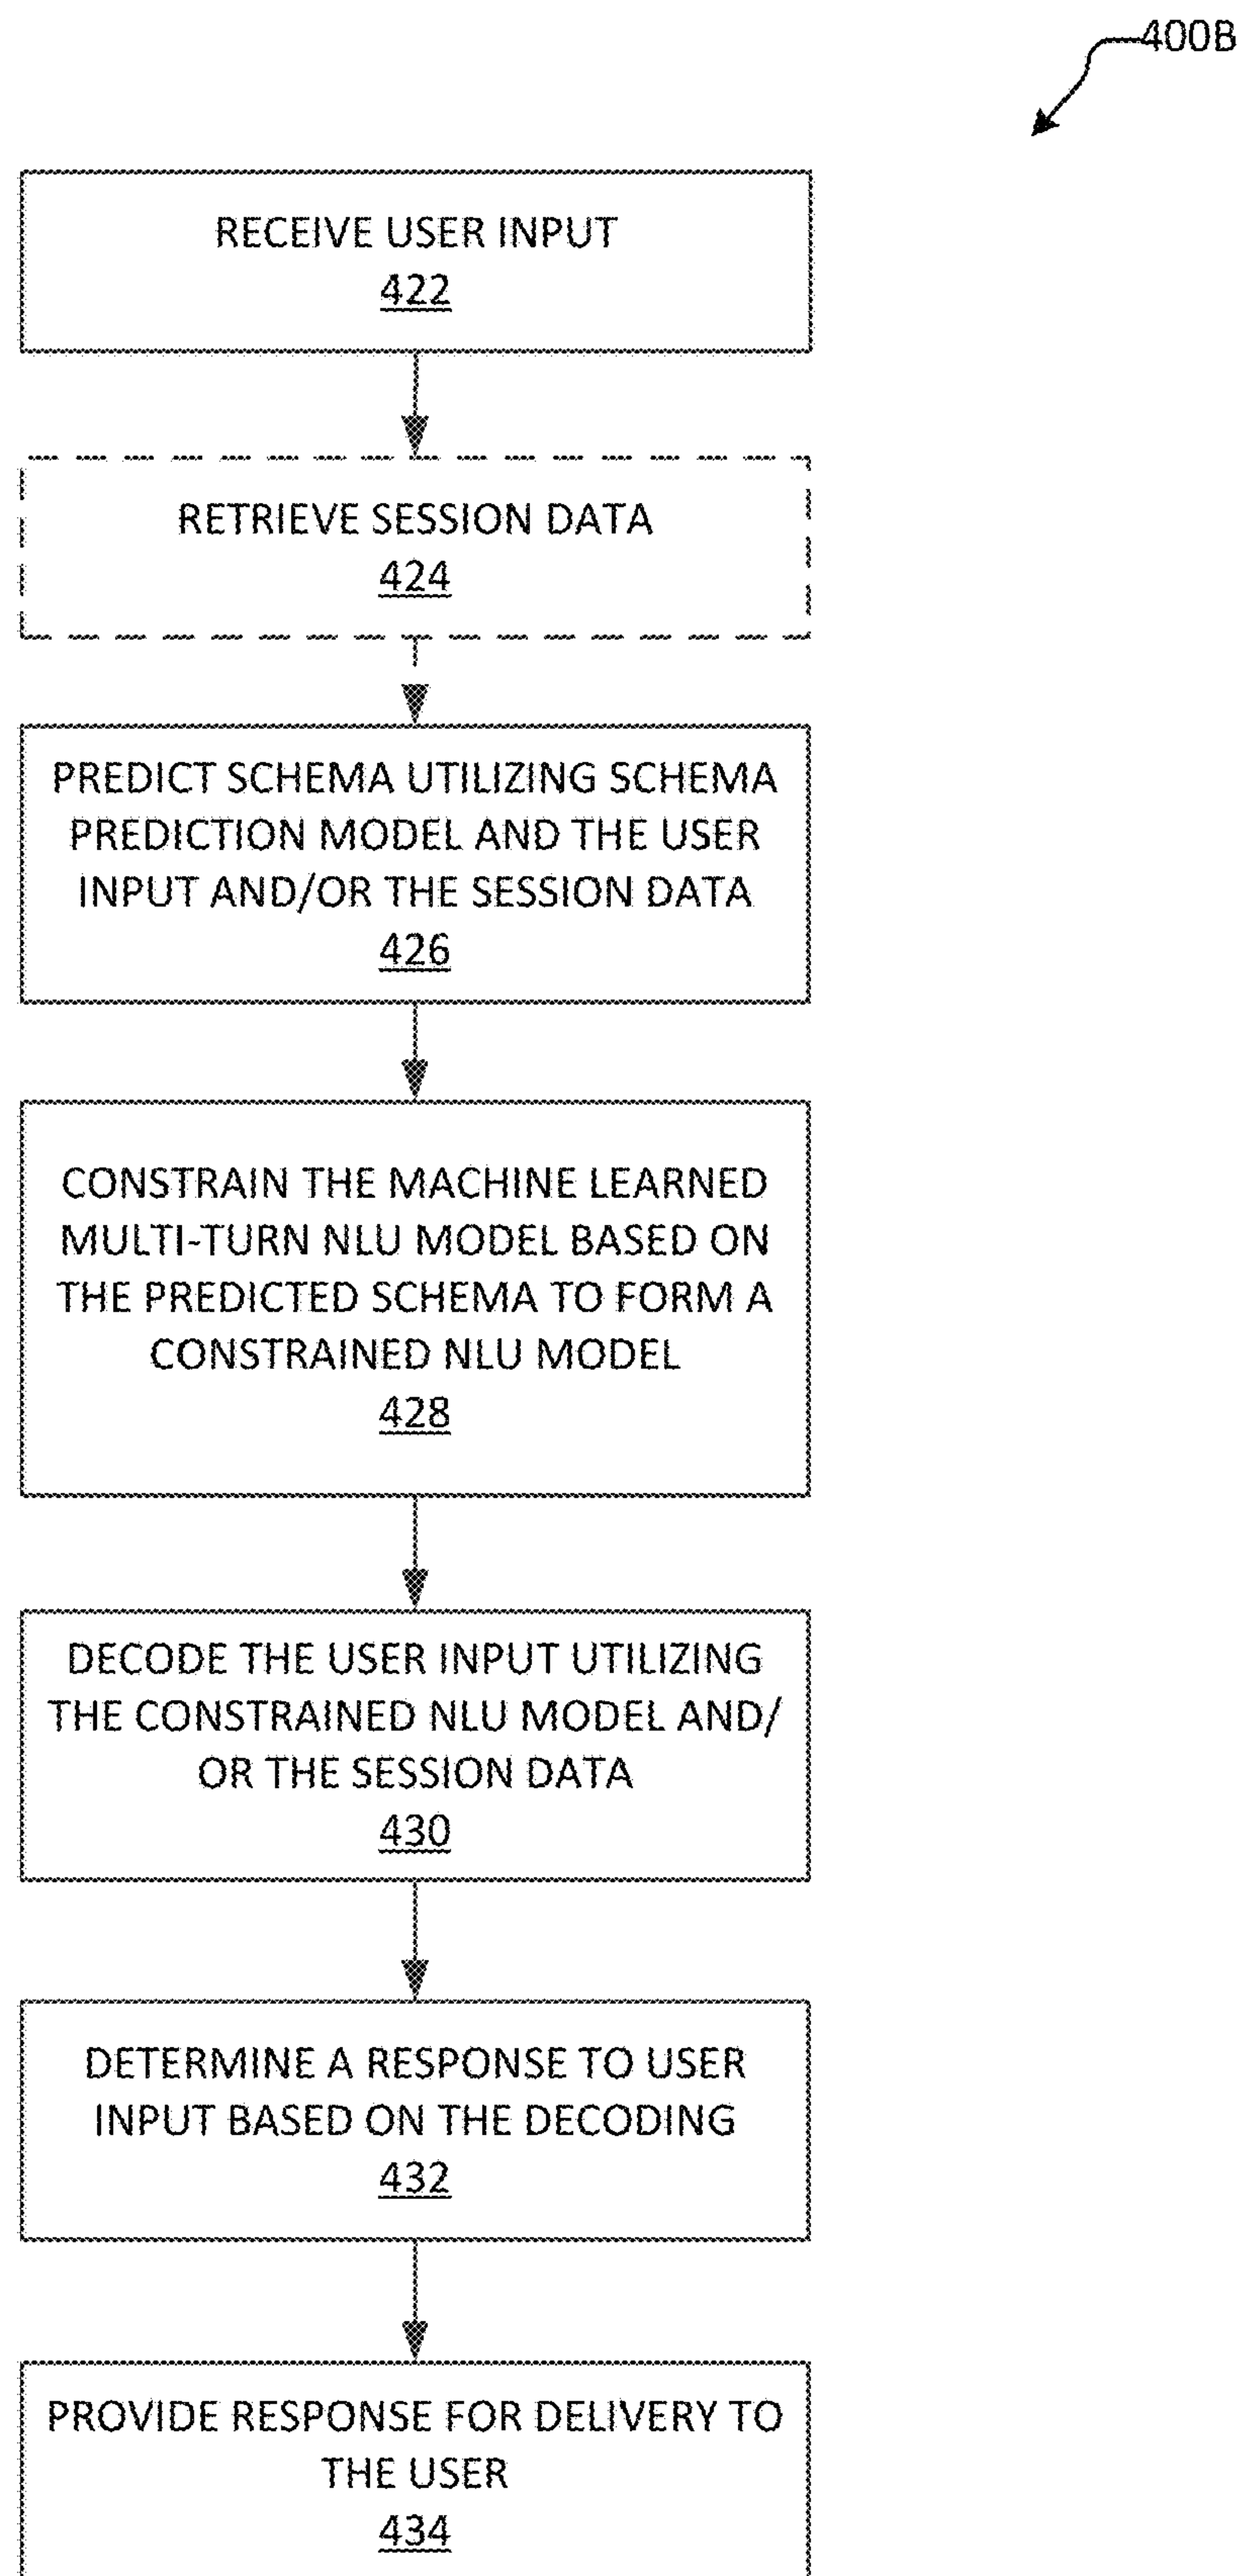 400B
RECEIVE USER INPUT
422
RETRIEVE SESSION DATA
424
PREDICT SCHEMA UTILIZING SCHEMA
PREDICTION MODEL AND THE USER
INPUT AND/OR THE SESSION DATA
426
CONSTRAIN THE MACHINE LEARNED
MULTI-TURN NLU MODEL BASED ON
THE PREDICTED SCHEMA TO FORM A
CONSTRAINED NLU MODEL
428
DECODE THE USER INPUT UTILIZING
THE CONSTRAINED NLU MODEL AND/
OR THE SESSION DATA
430
DETERMINE A RESPONSE TO USER
INPUT BASED ON THE DECODING
432
PROVIDE RESPONSE FOR DELIVERY TO
THE USER
434